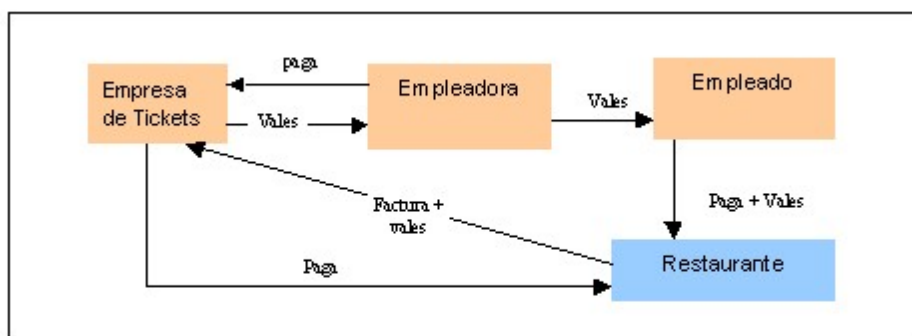 paga
Empresa
de Tickets
Empleadora
Empleado
Vales
Vales
Factura +
vales
Paga + Vales
Paga
Restaurante